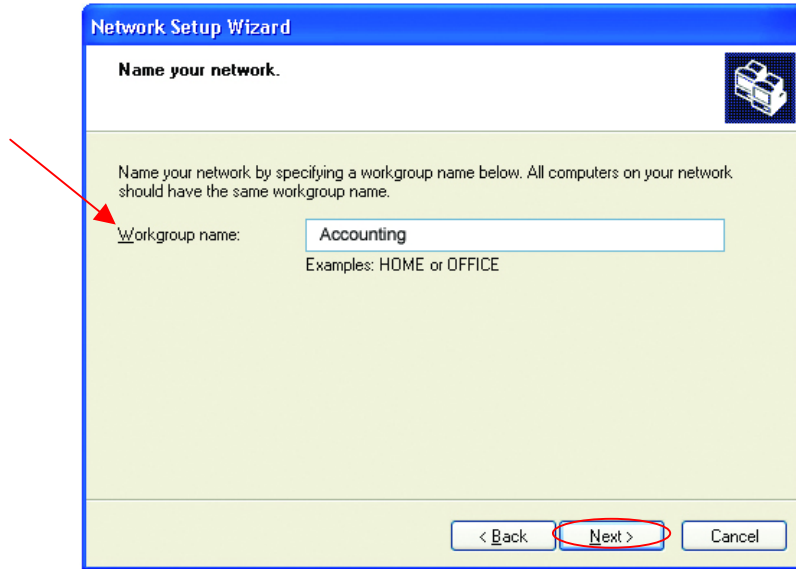 Network Setup Wizard
Name your network.
Name your network by specifying a workgroup name below. All computers on your network
should have the same workgroup name.
Workgroup name: Accounting
Examples: HOME or OFFICE
< Back Next > Cancel